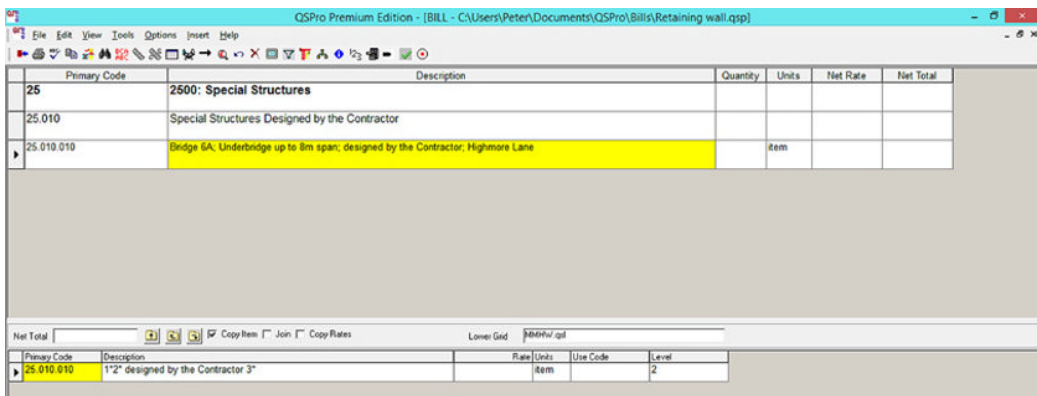 QSPro Premium Edition - [BILL - C:\Users\Peter\Documents\QSPro\Bills\Retaining wall.qsp]
File Edit View Tools Options Insert Help
Primary Code Description Quantity Units Net Rate Net Total
25 2500: Special Structures
25.010 Special Structures Designed by the Contractor
25.010.010 Bridge 6A; Underbridge up to 8m span; designed by the Contractor; Highmore Lane item
Net Total Copy Item Join Copy Rates Lower Grid MMHW.qsl
Primary Code Description Rate Units Use Code Level
25.010.010 1"2" designed by the Contractor 3" item 2